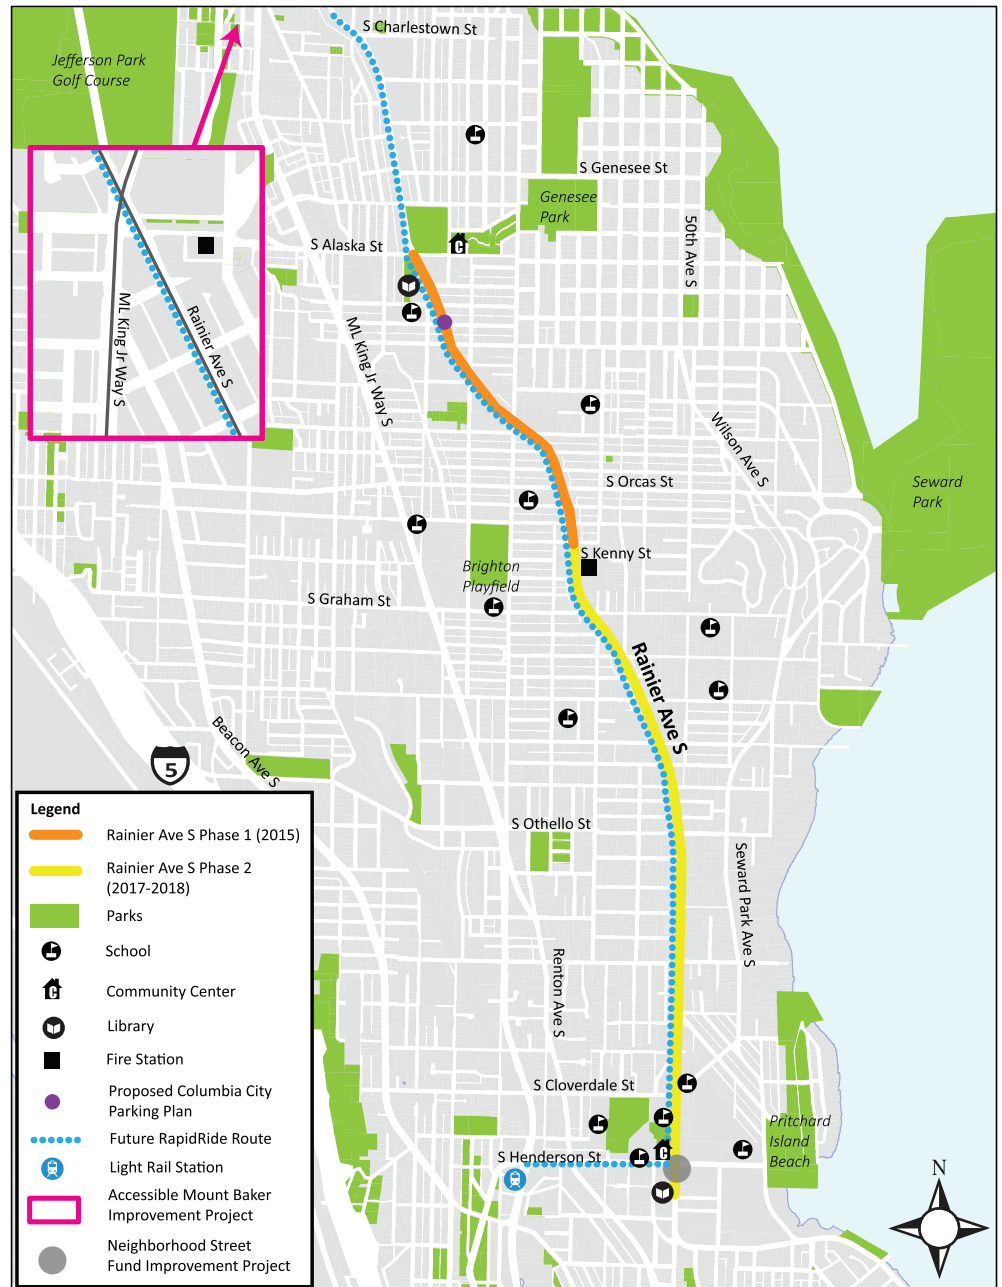 S Charlestown St
Jefferson Park
Golf Course
S Genesee St
Genesee
Park
50th Ave S
S Alaska St
C
ML King Jr Way S
Rainier Ave S
ML King Jr Way S
Wilson Ave S
S Orcas St
Seward
Park
S Kenny St
Brighton
Playfield
S Graham St
Rainier Ave S
Beacon Ave S
5
S Othello St
Seward Park Ave S
Renton Ave S
S Cloverdale St
Pritchard
Island
Beach
S Henderson St
C
N
Legend
Rainier Ave S Phase 1 (2015)
Rainier Ave S Phase 2
(2017-2018)
Parks
School
C
Community Center
Library
Fire Station
Proposed Columbia City
Parking Plan
Future RapidRide Route
Light Rail Station
Accessible Mount Baker
Improvement Project
Neighborhood Street
Fund Improvement Project